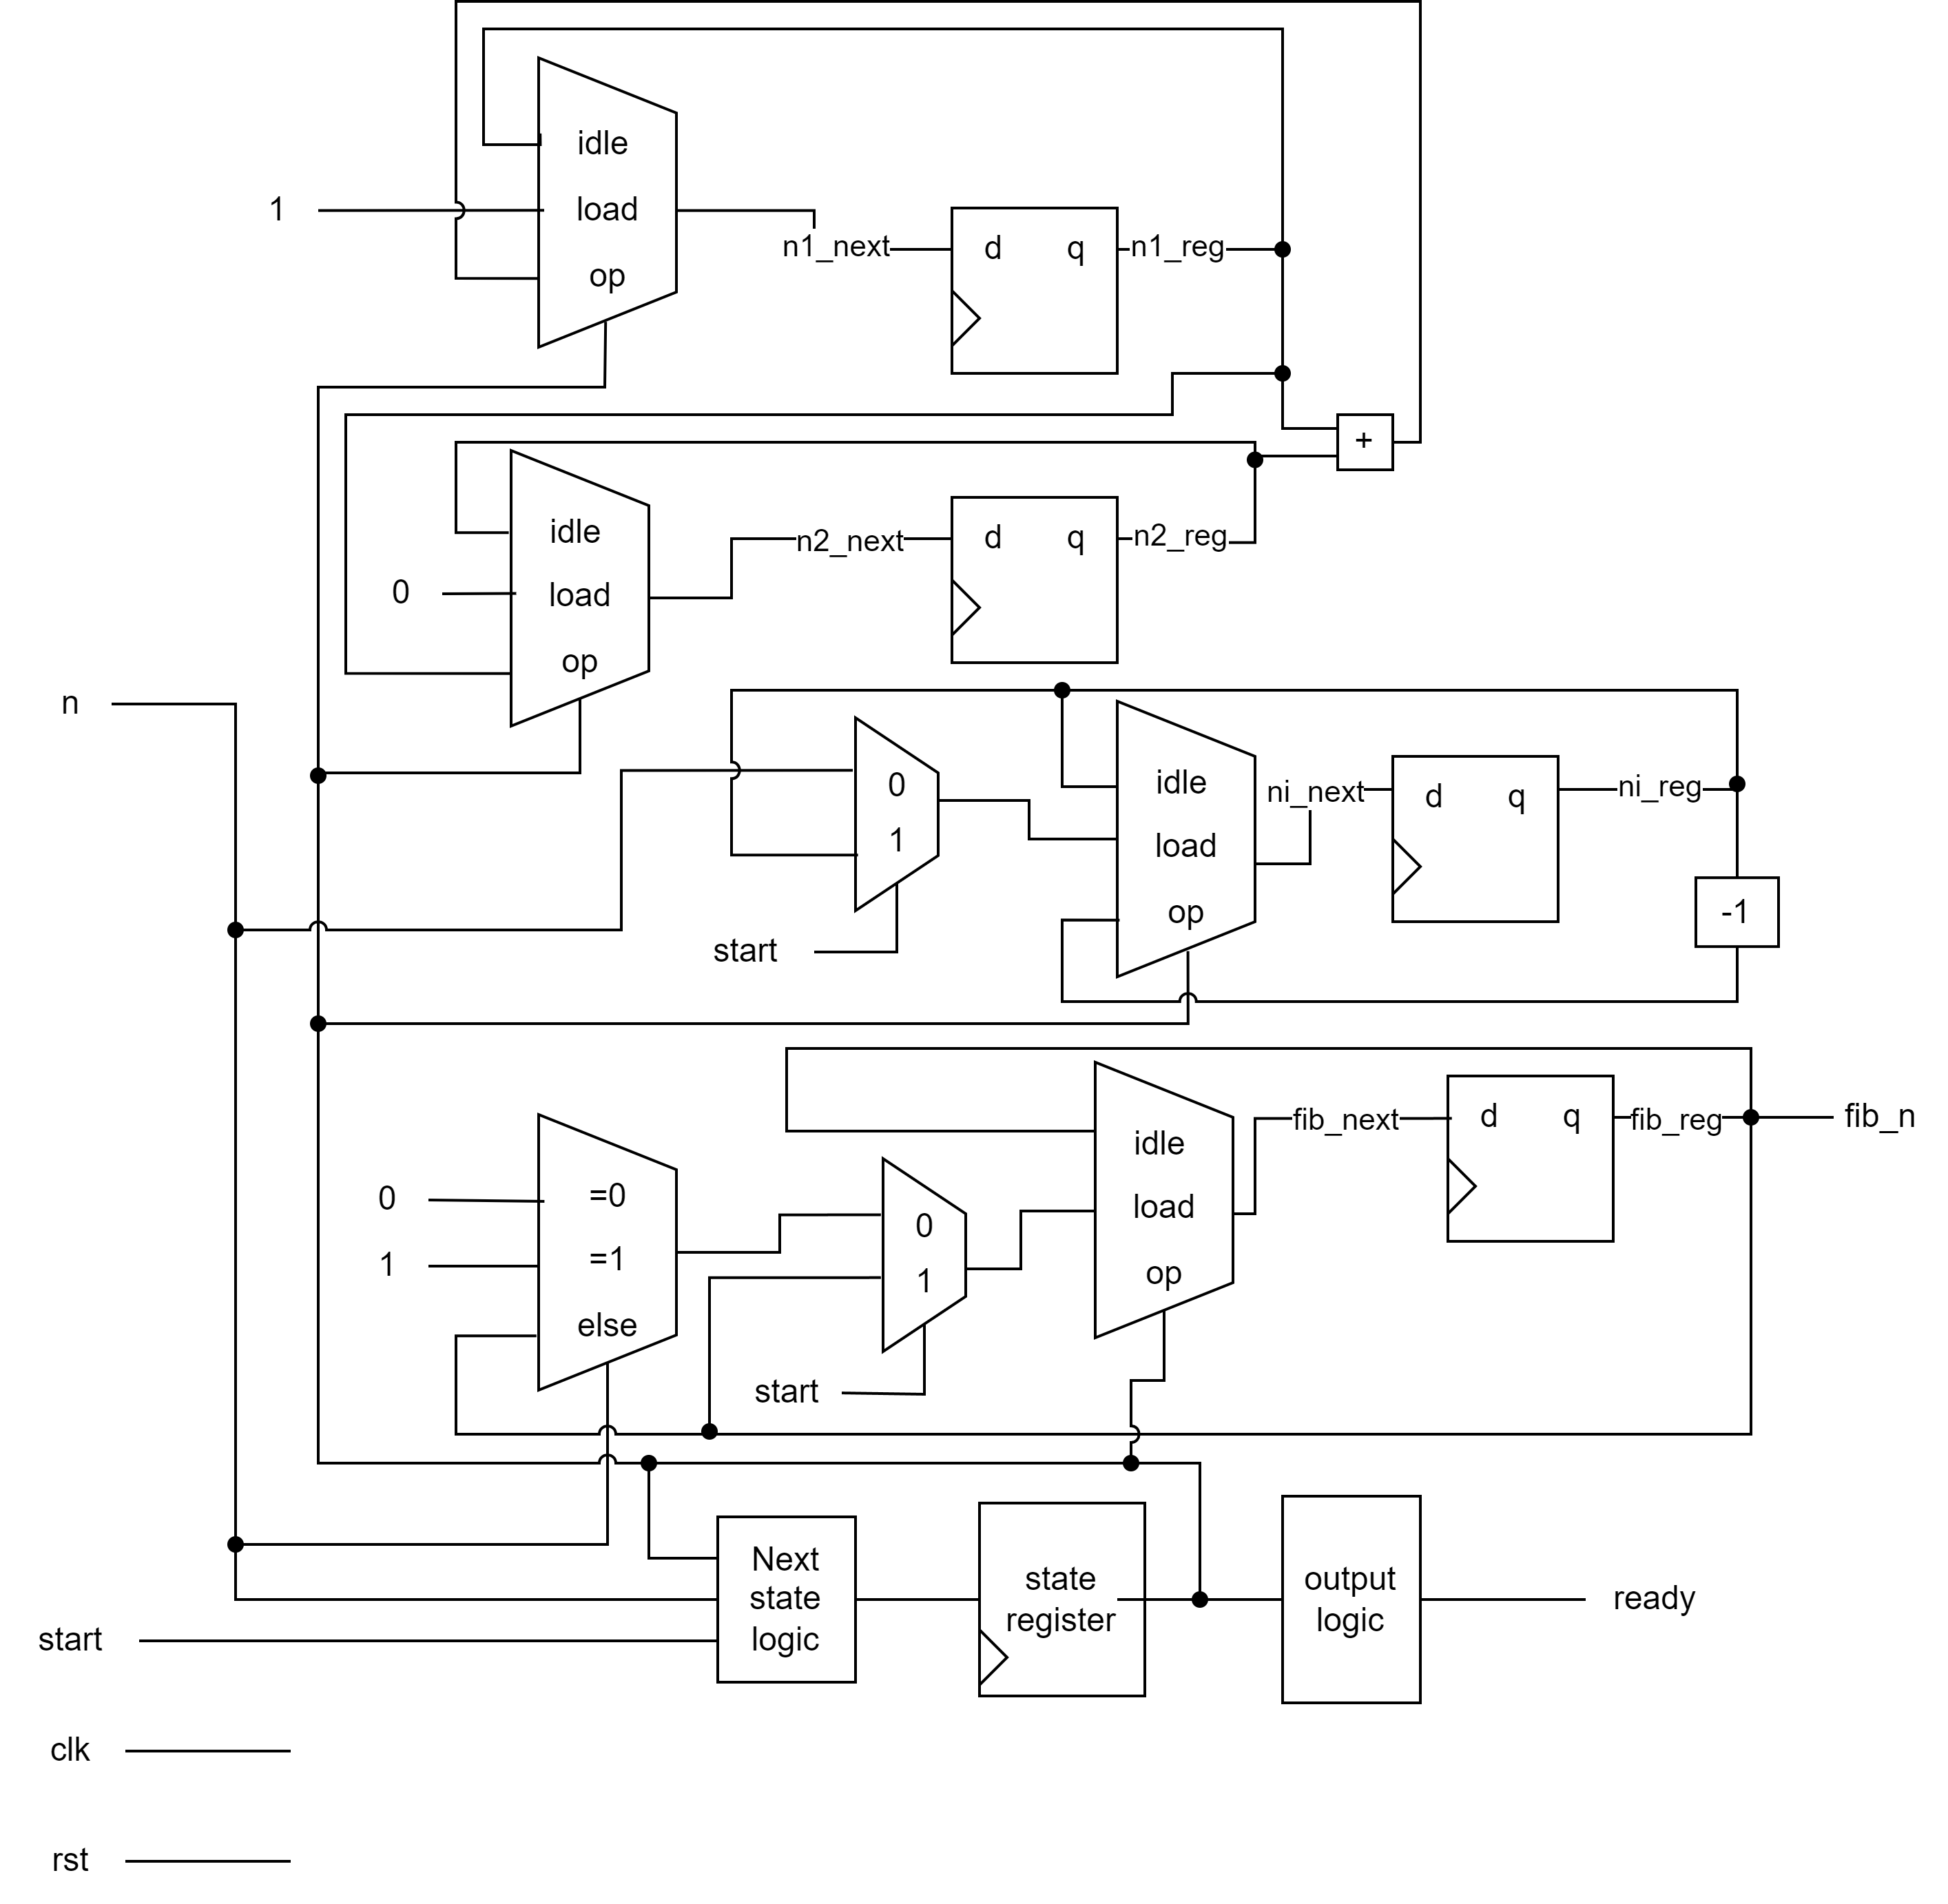 idle
1
load
n1_next
d
q
n1_reg
op
+
idle
n2_next
d
q
n2_reg
0
load
op
n
0
idle
ni_next
d
q
ni_reg
1
load
start
op
-1
idle
fib_next
d
q
fib_reg
fib_n
0
=0
0
load
1
=1
1
op
else
start
Next
state
logic
state
register
output
logic
ready
start
clk
rst